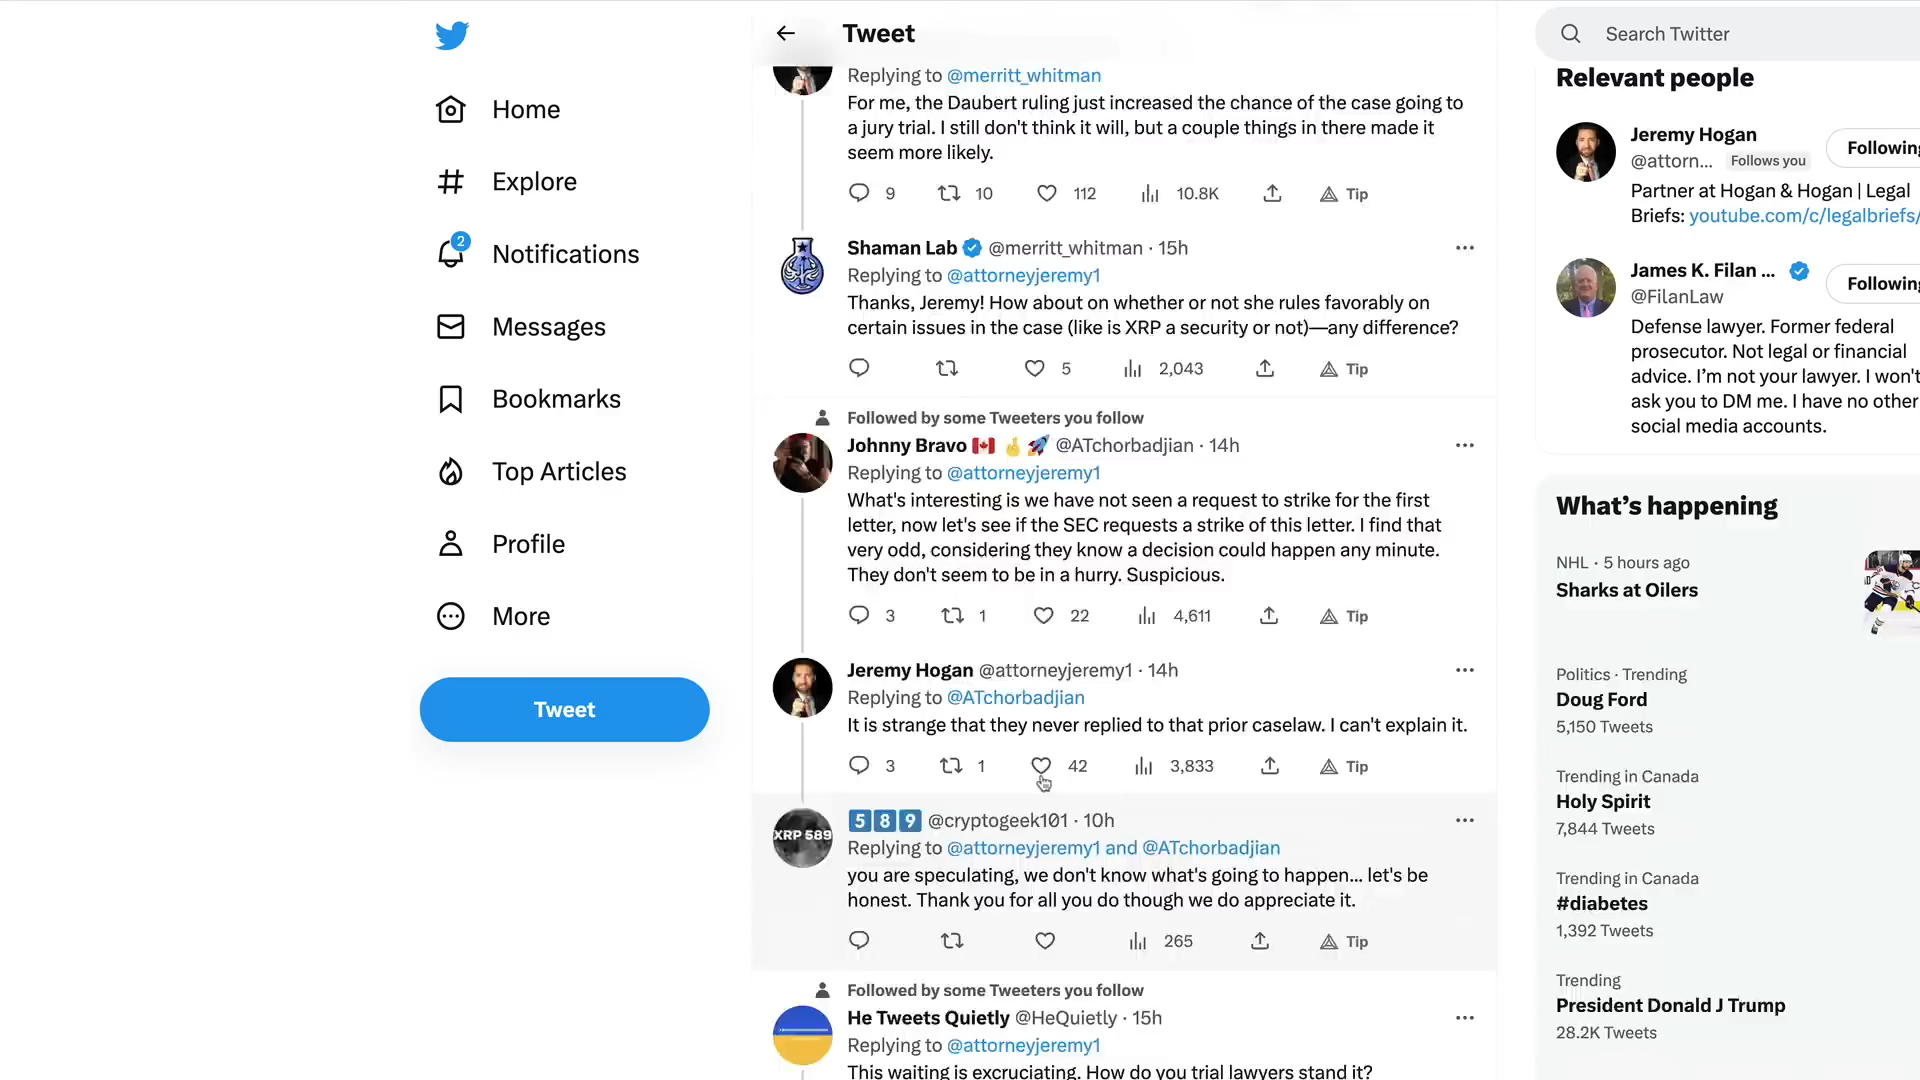 Tweet
Search Twitter
Home
Explore
2
Notifications
Messages
Bookmarks
Top Articles
Profile
More
Tweet
Replying to @merritt_whitman
For me, the Daubert ruling just increased the chance of the case going to
a jury trial. I still don't think it will, but a couple things in there made it
seem more likely.
9 10 112 10.8K Tip
Shaman Lab @merritt_whitman · 15h
Replying to @attorneyjeremy1
Thanks, Jeremy! How about on whether or not she rules favorably on
certain issues in the case (like is XRP a security or not)—any difference?
5 2,043 Tip
Followed by some Tweeters you follow
Johnny Bravo 🇨🇦 🤞 🚀 @ATchorbadjian · 14h
Replying to @attorneyjeremy1
What's interesting is we have not seen a request to strike for the first
letter, now let's see if the SEC requests a strike of this letter. I find that
very odd, considering they know a decision could happen any minute.
They don't seem to be in a hurry. Suspicious.
3 1 22 4,611 Tip
Jeremy Hogan @attorneyjeremy1 · 14h
Replying to @ATchorbadjian
It is strange that they never replied to that prior caselaw. I can't explain it.
3 1 42 3,833 Tip
XRP 589
5 8 9 @cryptogeek101 · 10h
Replying to @attorneyjeremy1 and @ATchorbadjian
you are speculating, we don't know what's going to happen... let's be
honest. Thank you for all you do though we do appreciate it.
265 Tip
Followed by some Tweeters you follow
He Tweets Quietly @HeQuietly · 15h
Replying to @attorneyjeremy1
This waiting is excruciating. How do you trial lawyers stand it?
Relevant people
Jeremy Hogan
@attorn... Follows you
Following
Partner at Hogan & Hogan | Legal
Briefs: youtube.com/c/legalbriefs/
James K. Filan ...
@FilanLaw
Following
Defense lawyer. Former federal
prosecutor. Not legal or financial
advice. I'm not your lawyer. I won't
ask you to DM me. I have no other
social media accounts.
What's happening
NHL · 5 hours ago
Sharks at Oilers
Politics · Trending
Doug Ford
5,150 Tweets
Trending in Canada
Holy Spirit
7,844 Tweets
Trending in Canada
#diabetes
1,392 Tweets
Trending
President Donald J Trump
28.2K Tweets